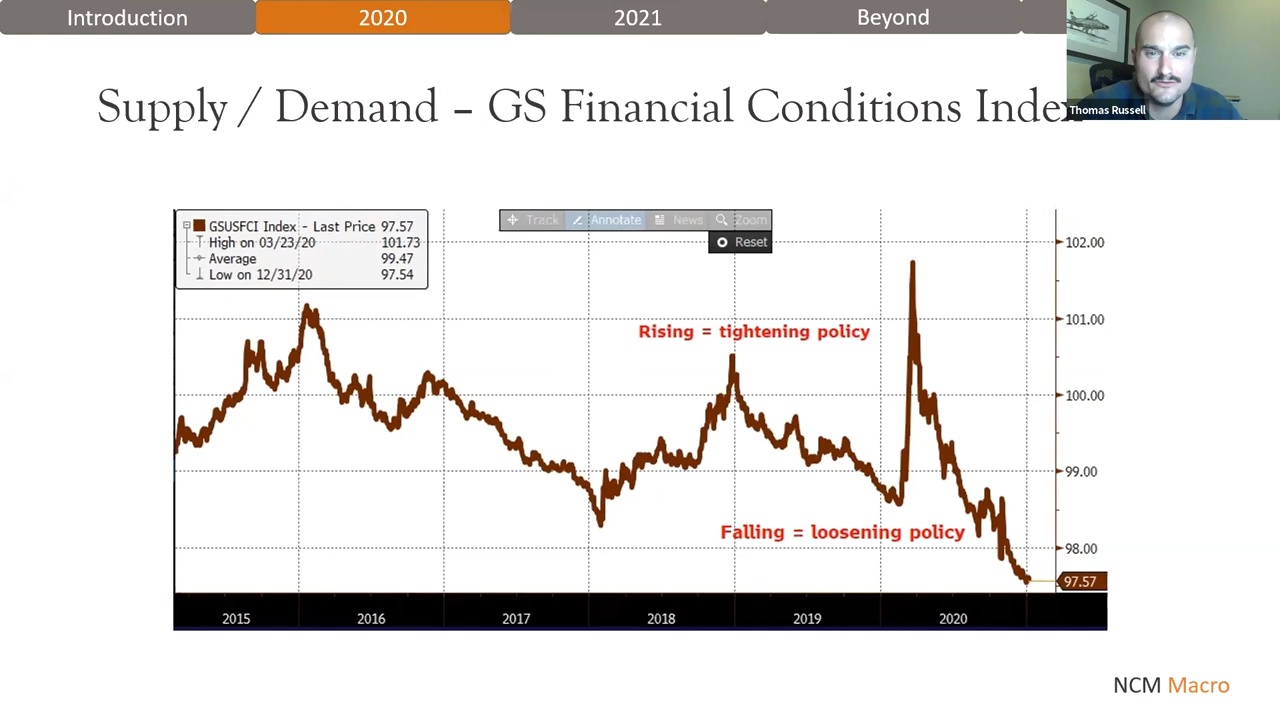 Introduction
2020
2021
Beyond
Thomas Russell
Supply / Demand – GS Financial Conditions Index
GSUSFCI Index - Last Price 97.57
High on 03/23/20 101.73
Average 99.47
Low on 12/31/20 97.54
Track Annotate News Zoom
Reset
102.00
101.00
100.00
99.00
98.00
97.57
Rising = tightening policy
Falling = loosening policy
2015 2016 2017 2018 2019 2020
NCM Macro